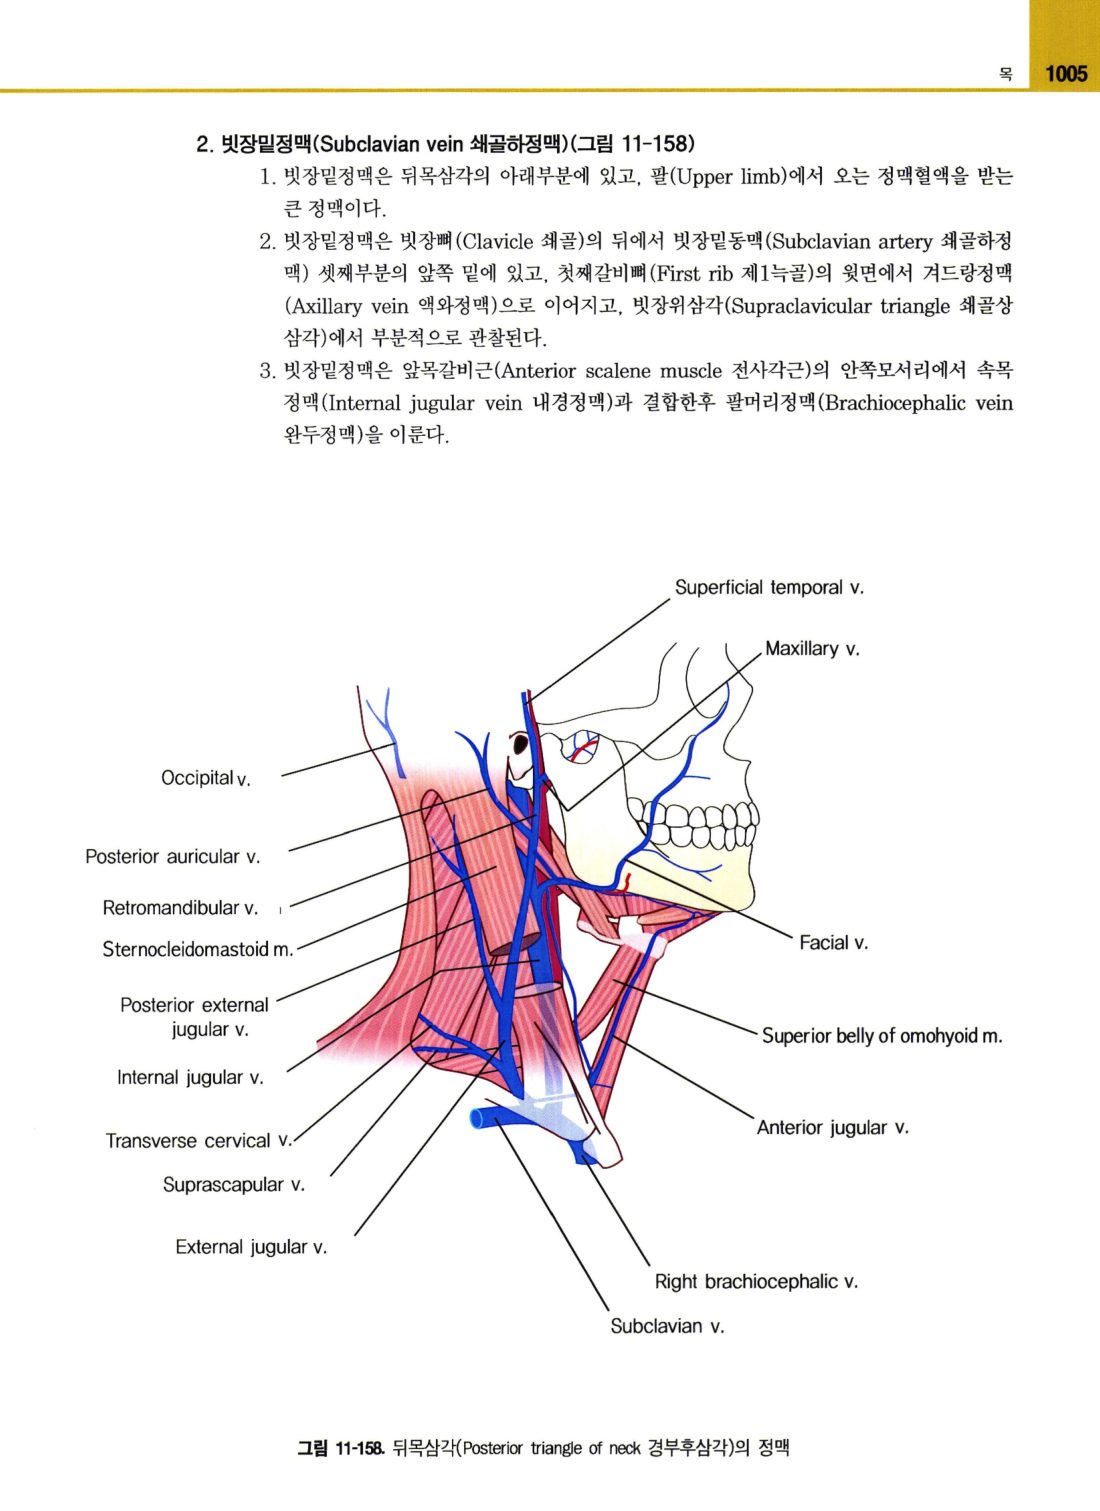 목 1005
2. 빗장밑정맥(Subclavian vein 쇄골하정맥)(그림 11-158)
1. 빗장밑정맥은 뒤목삼각의 아래부분에 있고, 팔(Upper limb)에서 오는 정맥혈액을 받는
큰 정맥이다.
2. 빗장밑정맥은 빗장뼈(Clavicle 쇄골)의 뒤에서 빗장밑동맥(Subclavian artery 쇄골하정
맥) 셋째부분의 앞쪽 밑에 있고, 첫째갈비뼈(First rib 제1늑골)의 윗면에서 겨드랑정맥
(Axillary vein 액와정맥)으로 이어지고, 빗장위삼각(Supraclavicular triangle 쇄골상
삼각)에서 부분적으로 관찰된다.
3. 빗장밑정맥은 앞목갈비근(Anterior scalene muscle 전사각근)의 안쪽모서리에서 속목
정맥(Internal jugular vein 내경정맥)과 결합한후 팔머리정맥(Brachiocephalic vein
완두정맥)을 이룬다.
Superficial temporal v.
Maxillary v.
Occipital v.
Posterior auricular v.
Retromandibular v.
Sternocleidomastoid m.
Facial v.
Posterior external
jugular v.
Superior belly of omohyoid m.
Internal jugular v.
Anterior jugular v.
Transverse cervical v.
Suprascapular v.
External jugular v.
Right brachiocephalic v.
Subclavian v.
그림 11-158. 뒤목삼각(Posterior triangle of neck 경부후삼각)의 정맥